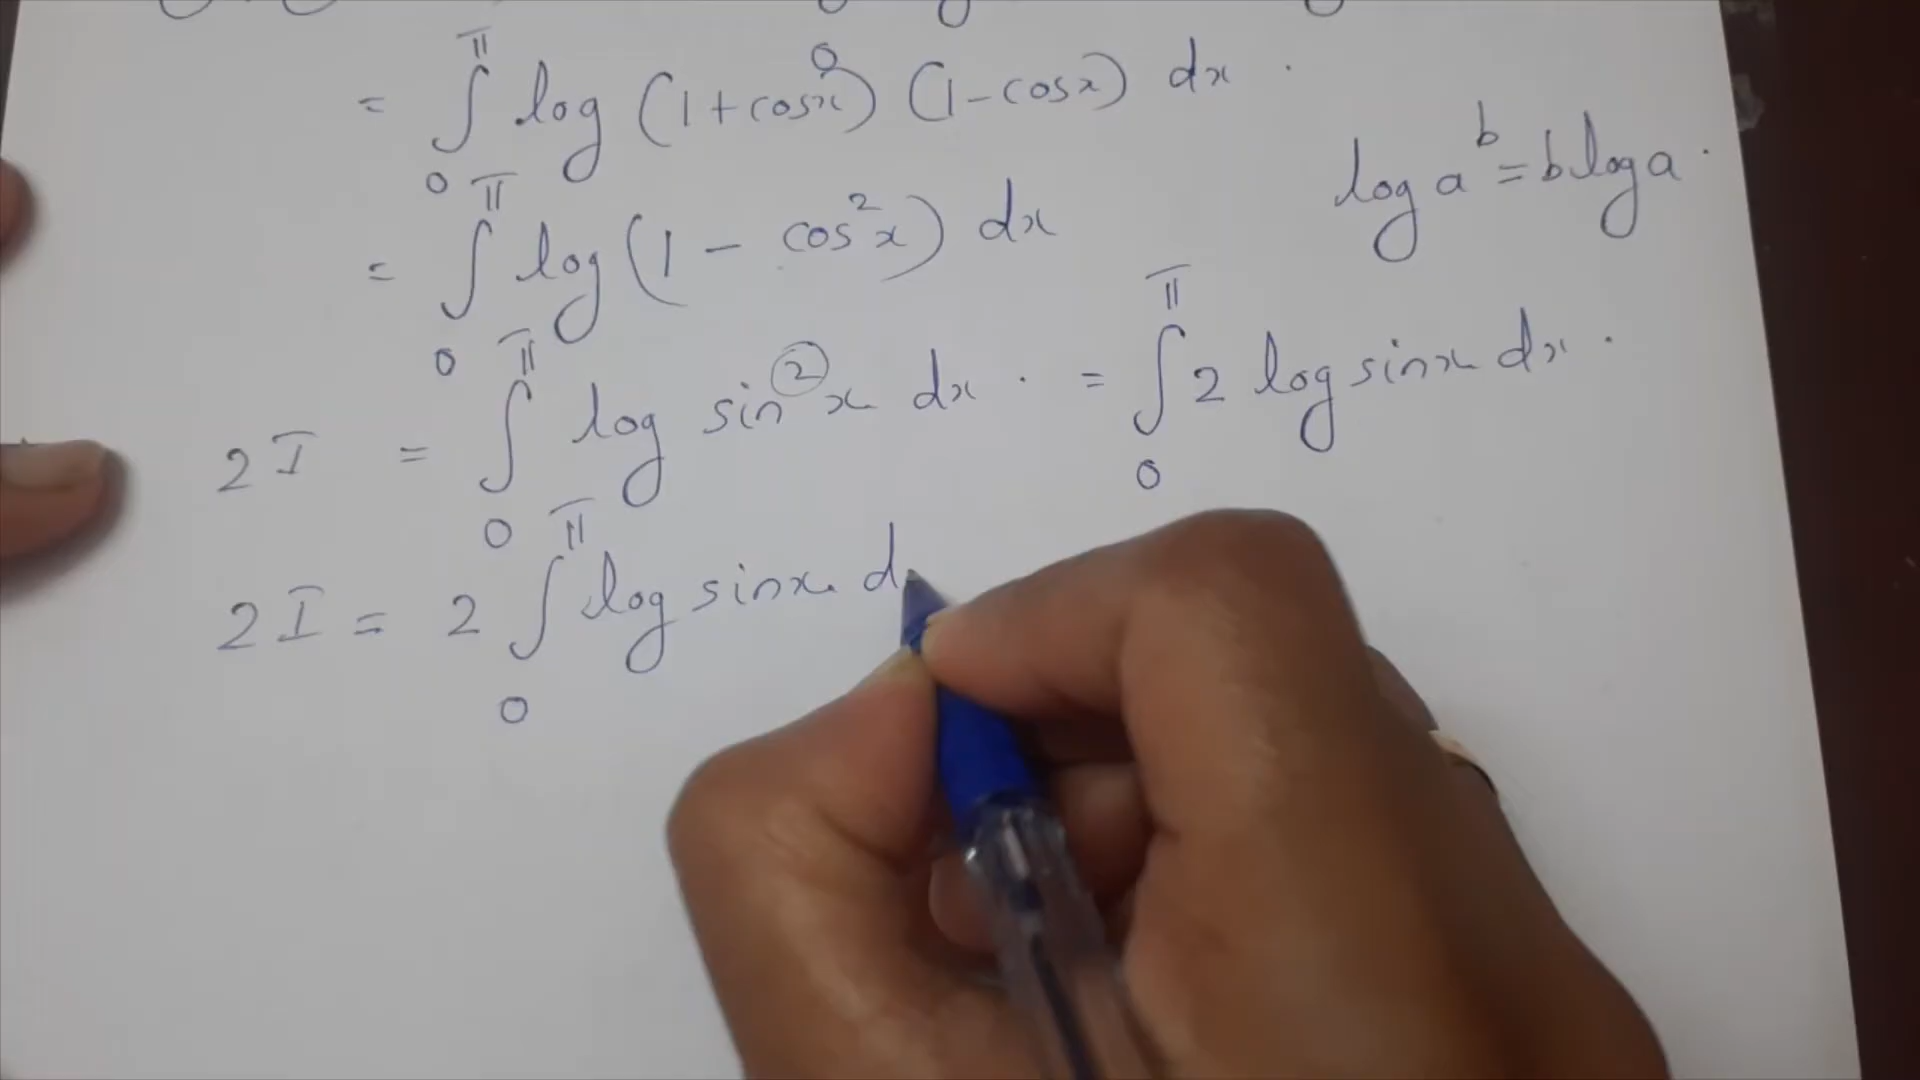 = ∫₀^π log (1+cosx) (1-cosx) dx .
log a^b = b log a .
= ∫₀^π log (1 - cos²x) dx
2I = ∫₀^π log sin²x dx . = ∫₀^π 2 log sinx dx .
2I = 2 ∫₀^π log sinx d